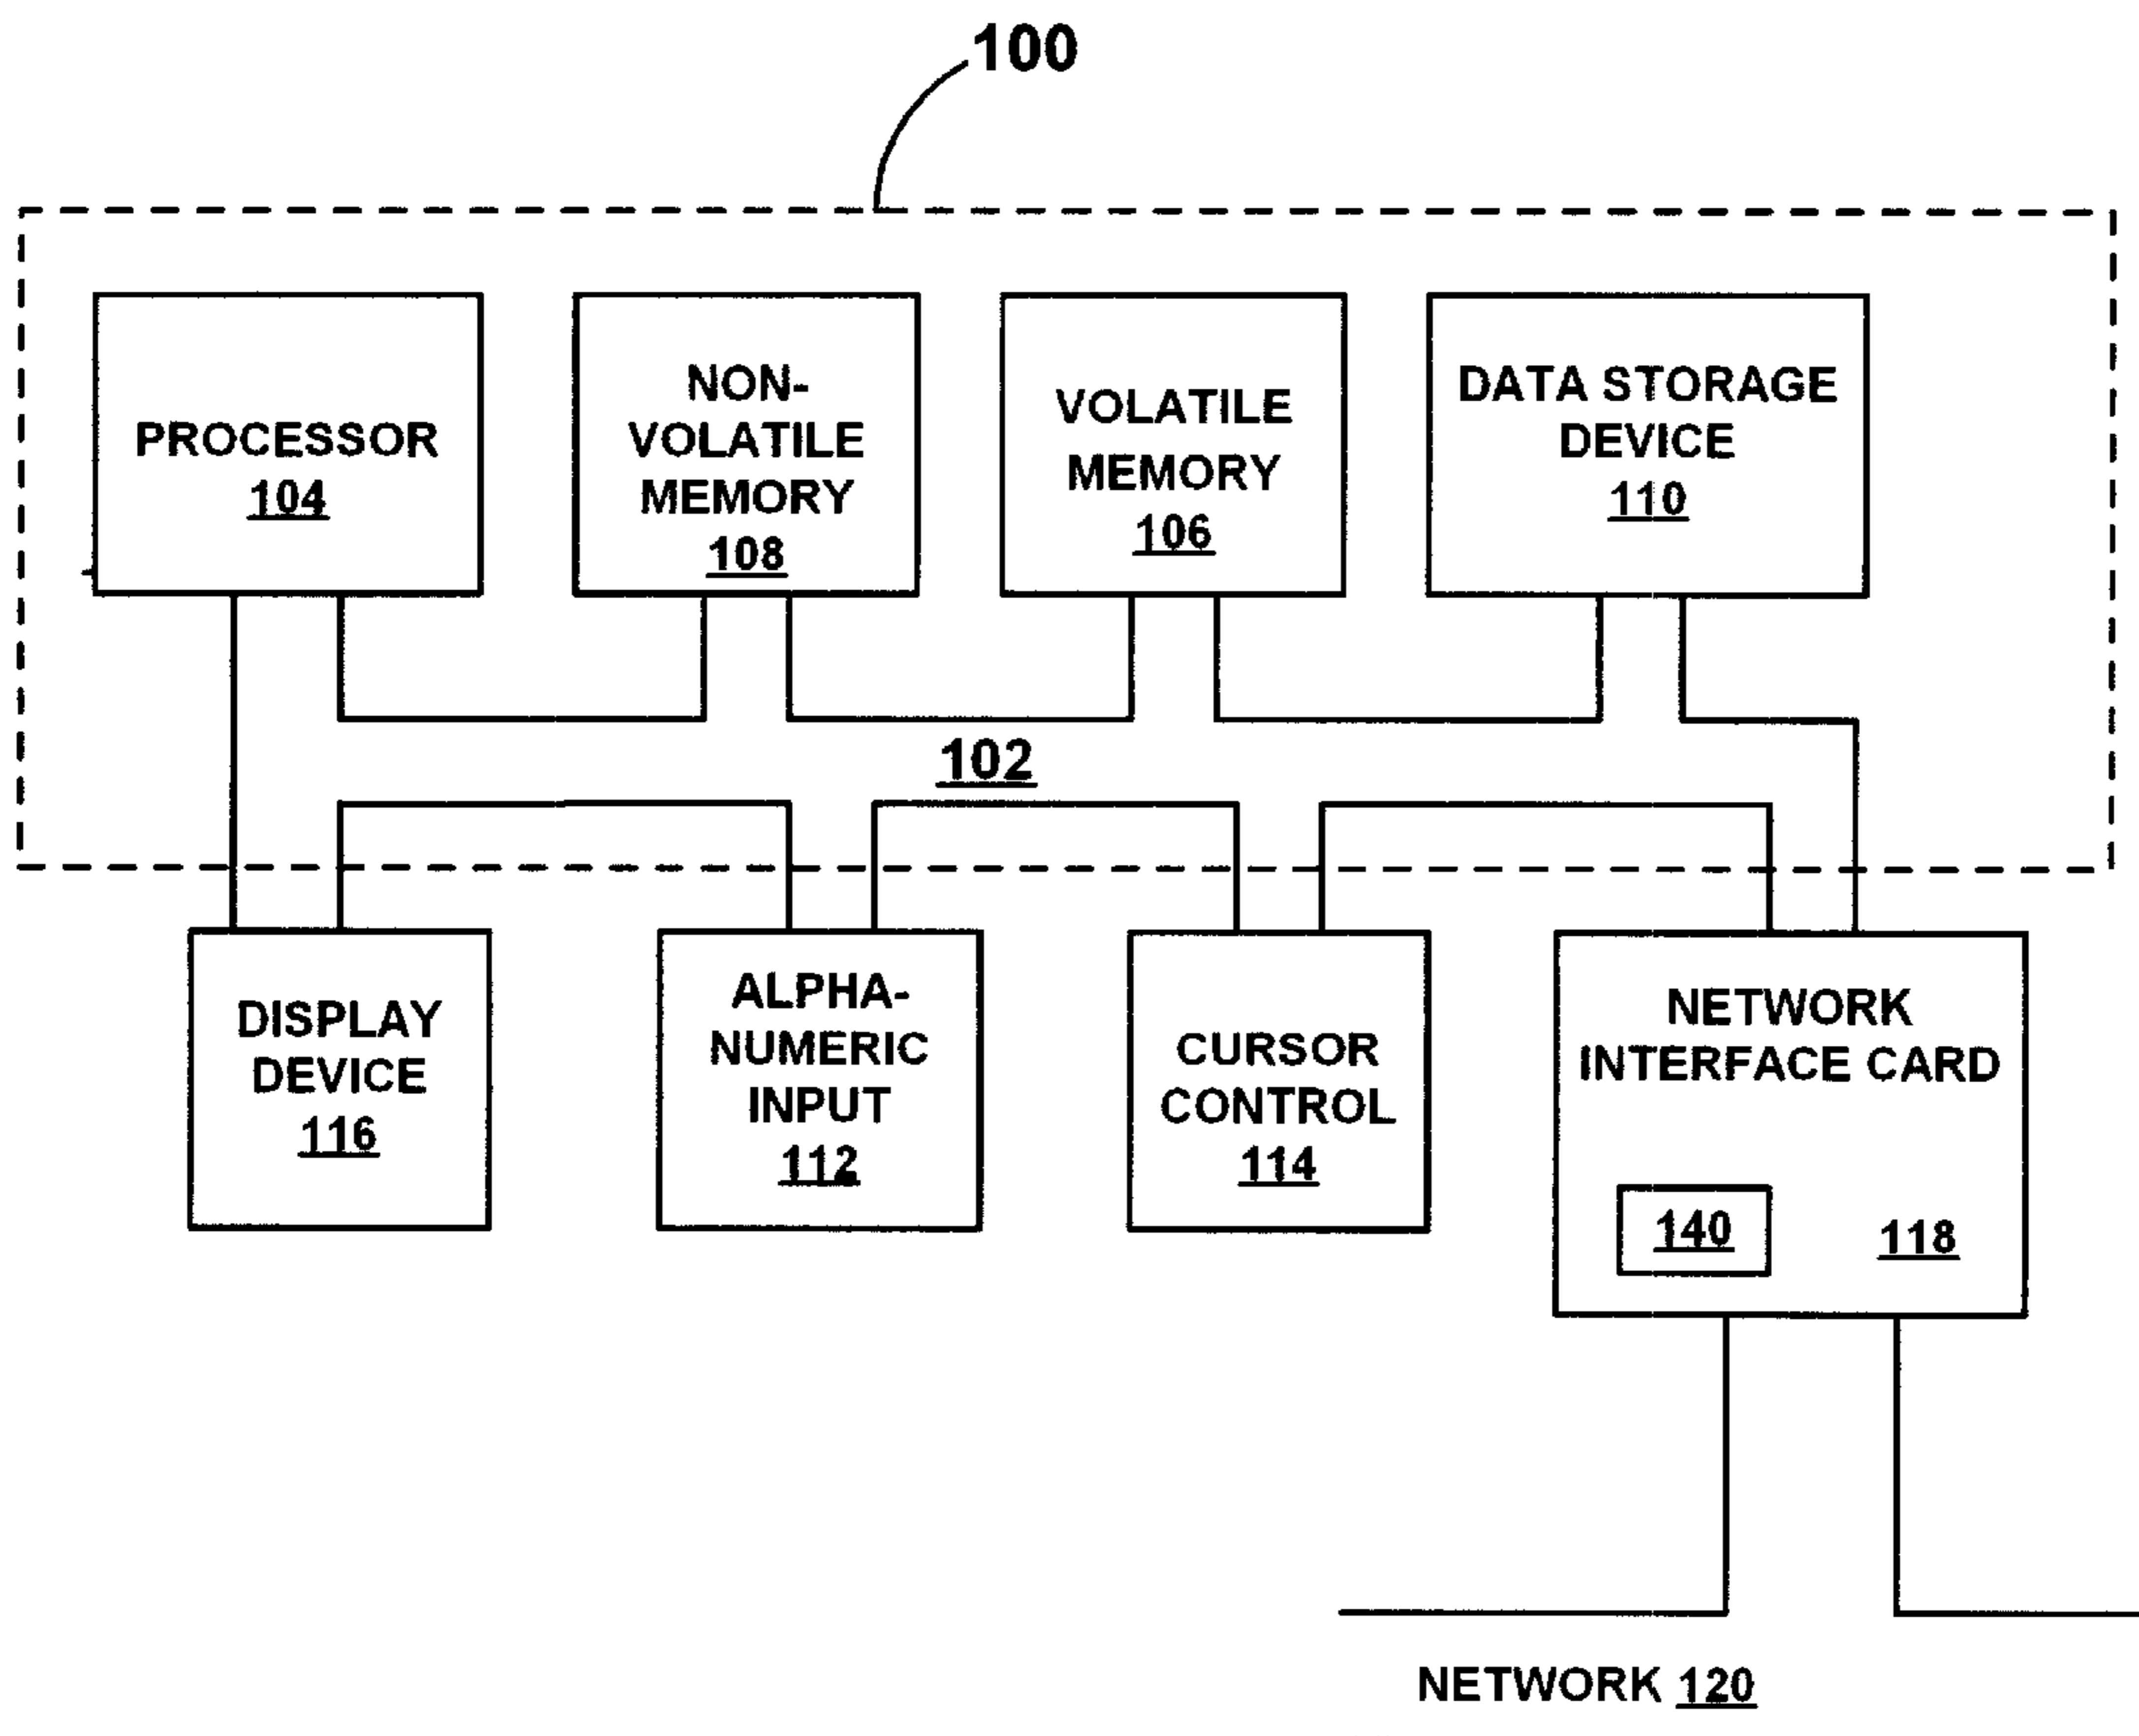 100
PROCESSOR
104
NON-
VOLATILE
MEMORY
108
VOLATILE
MEMORY
106
DATA STORAGE
DEVICE
110
102
DISPLAY
DEVICE
116
ALPHA-
NUMERIC
INPUT
112
CURSOR
CONTROL
114
NETWORK
INTERFACE CARD
140
118
NETWORK 120